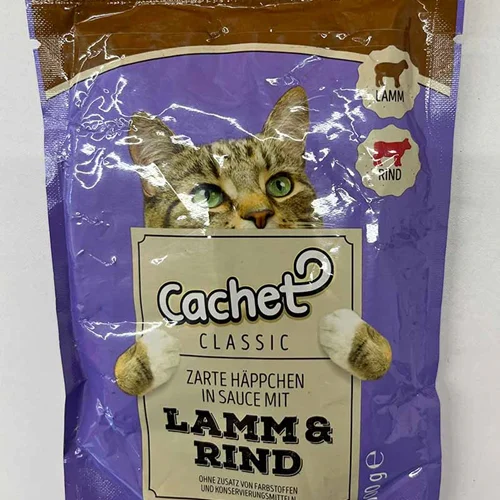 LAMM
RIND
Cachet
CLASSIC
ZARTE HÄPPCHEN
IN SAUCE MIT
LAMM &
RIND
OHNE ZUSATZ VON FARBSTOFFEN
UND KONSERVIERUNGSMITTELN